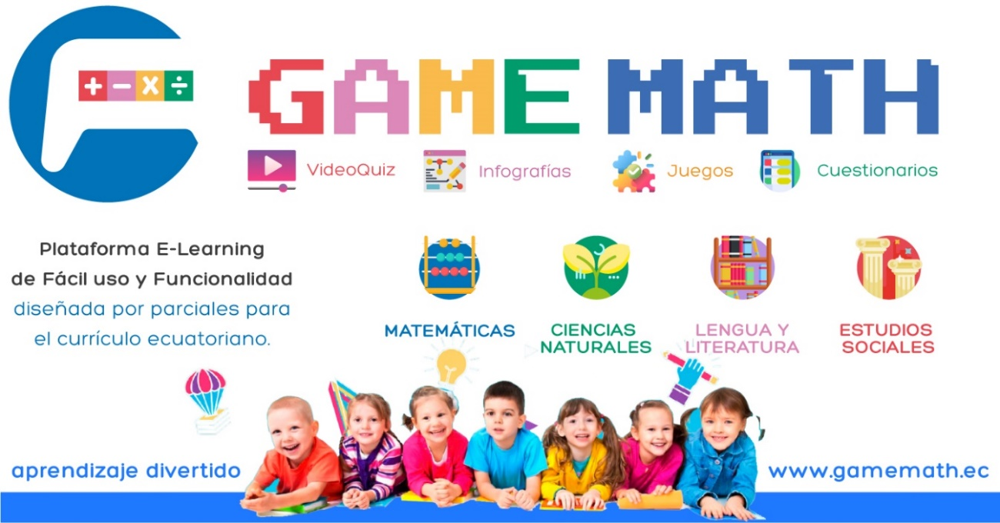 + - x ÷
GAME MATH
VideoQuiz
Infografías
Juegos
Cuestionarios
Plataforma E-Learning
de Fácil uso y Funcionalidad
diseñada por parciales para
el currículo ecuatoriano.
MATEMÁTICAS
CIENCIAS
NATURALES
LENGUA Y
LITERATURA
ESTUDIOS
SOCIALES
aprendizaje divertido
www.gamemath.ec